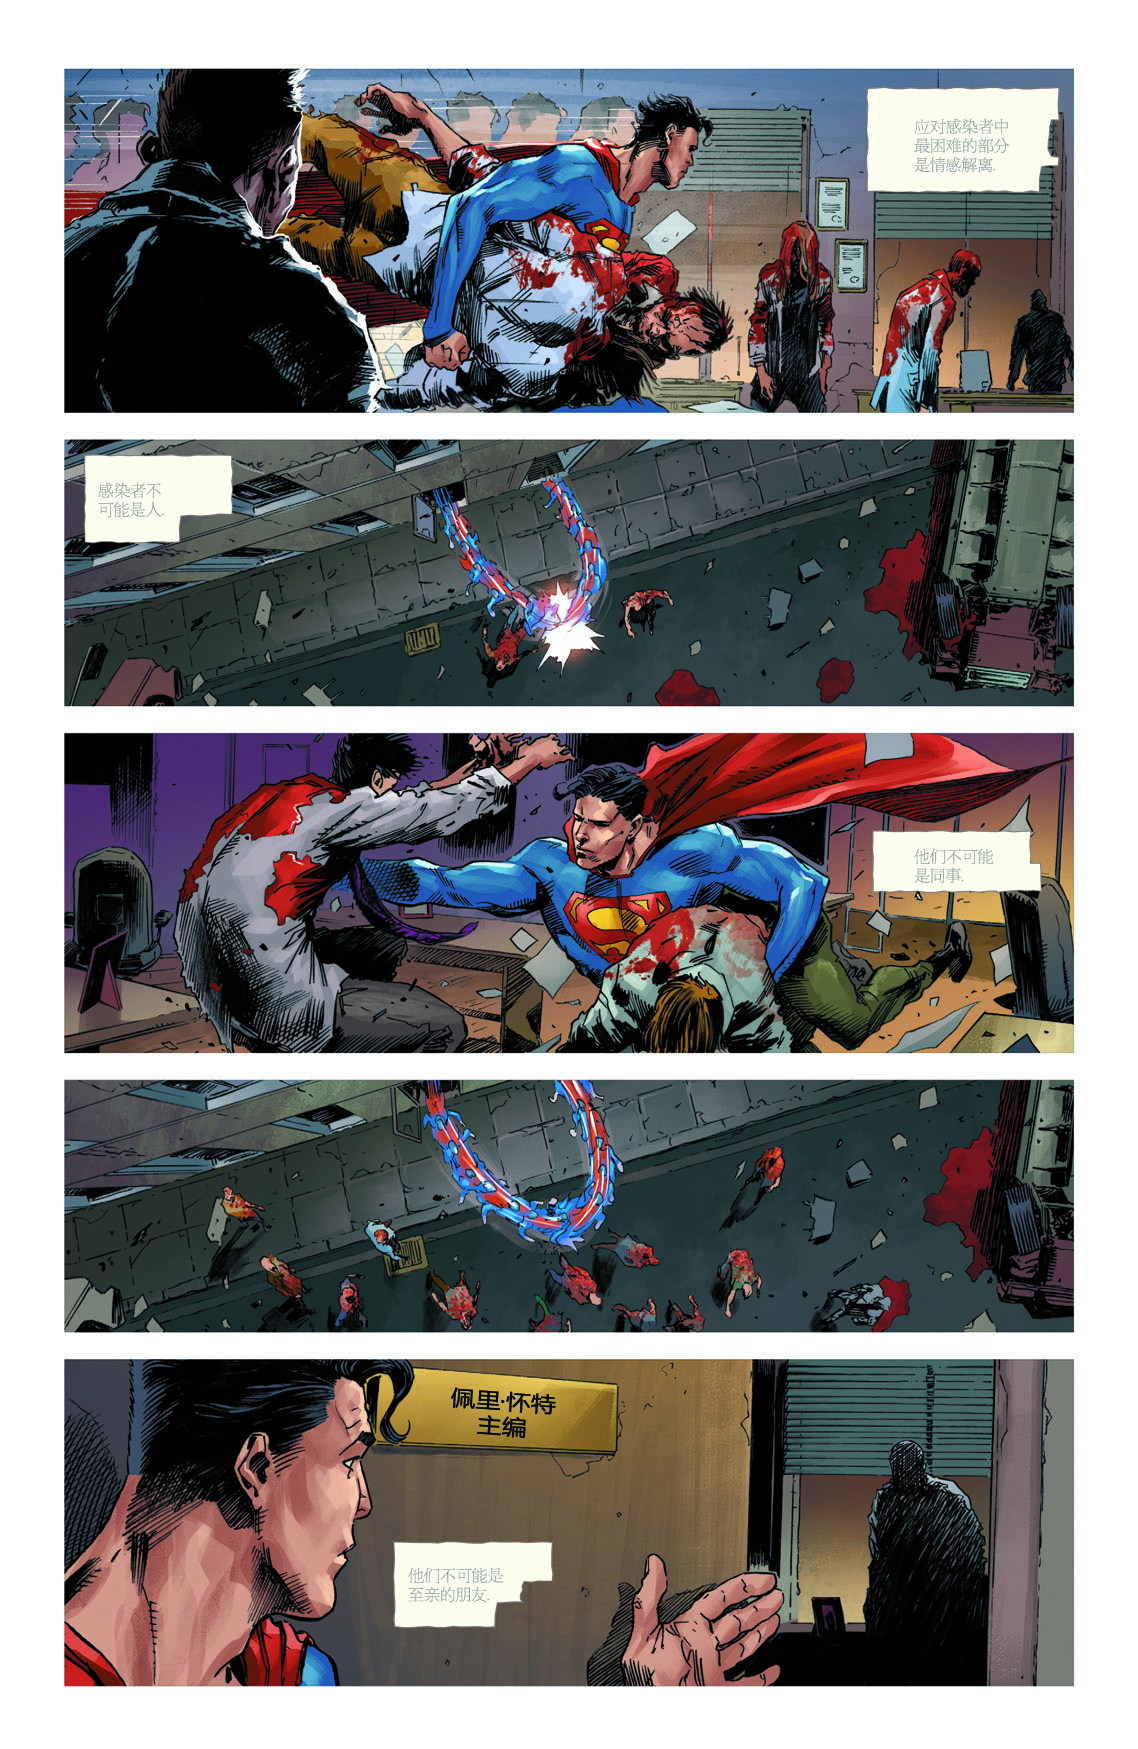 应对感染者中
最困难的部分
是情感解离.
感染者不
可能是人.
他们不可能
是同事.
佩里·怀特
主编
他们不可能是
至亲的朋友.